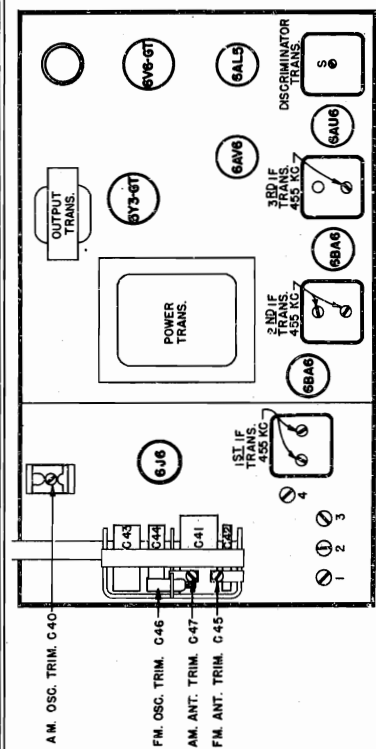 AM. OSC. TRIM. C40
FM. OSC. TRIM. C46
AM. ANT. TRIM. C47
FM. ANT. TRIM. C45
C43
C44
C41
C42
6J6
1ST IF
TRANS.
455 KC
4
1
2
3
OUTPUT
TRANS.
POWER
TRANS.
6Y3-GT
6V6-GT
6AV6
6AL5
6BA6
2ND IF
TRANS.
455 KC
6BA6
3RD IF
TRANS.
455 KC
6AU6
DISCRIMINATOR
TRANS.
S